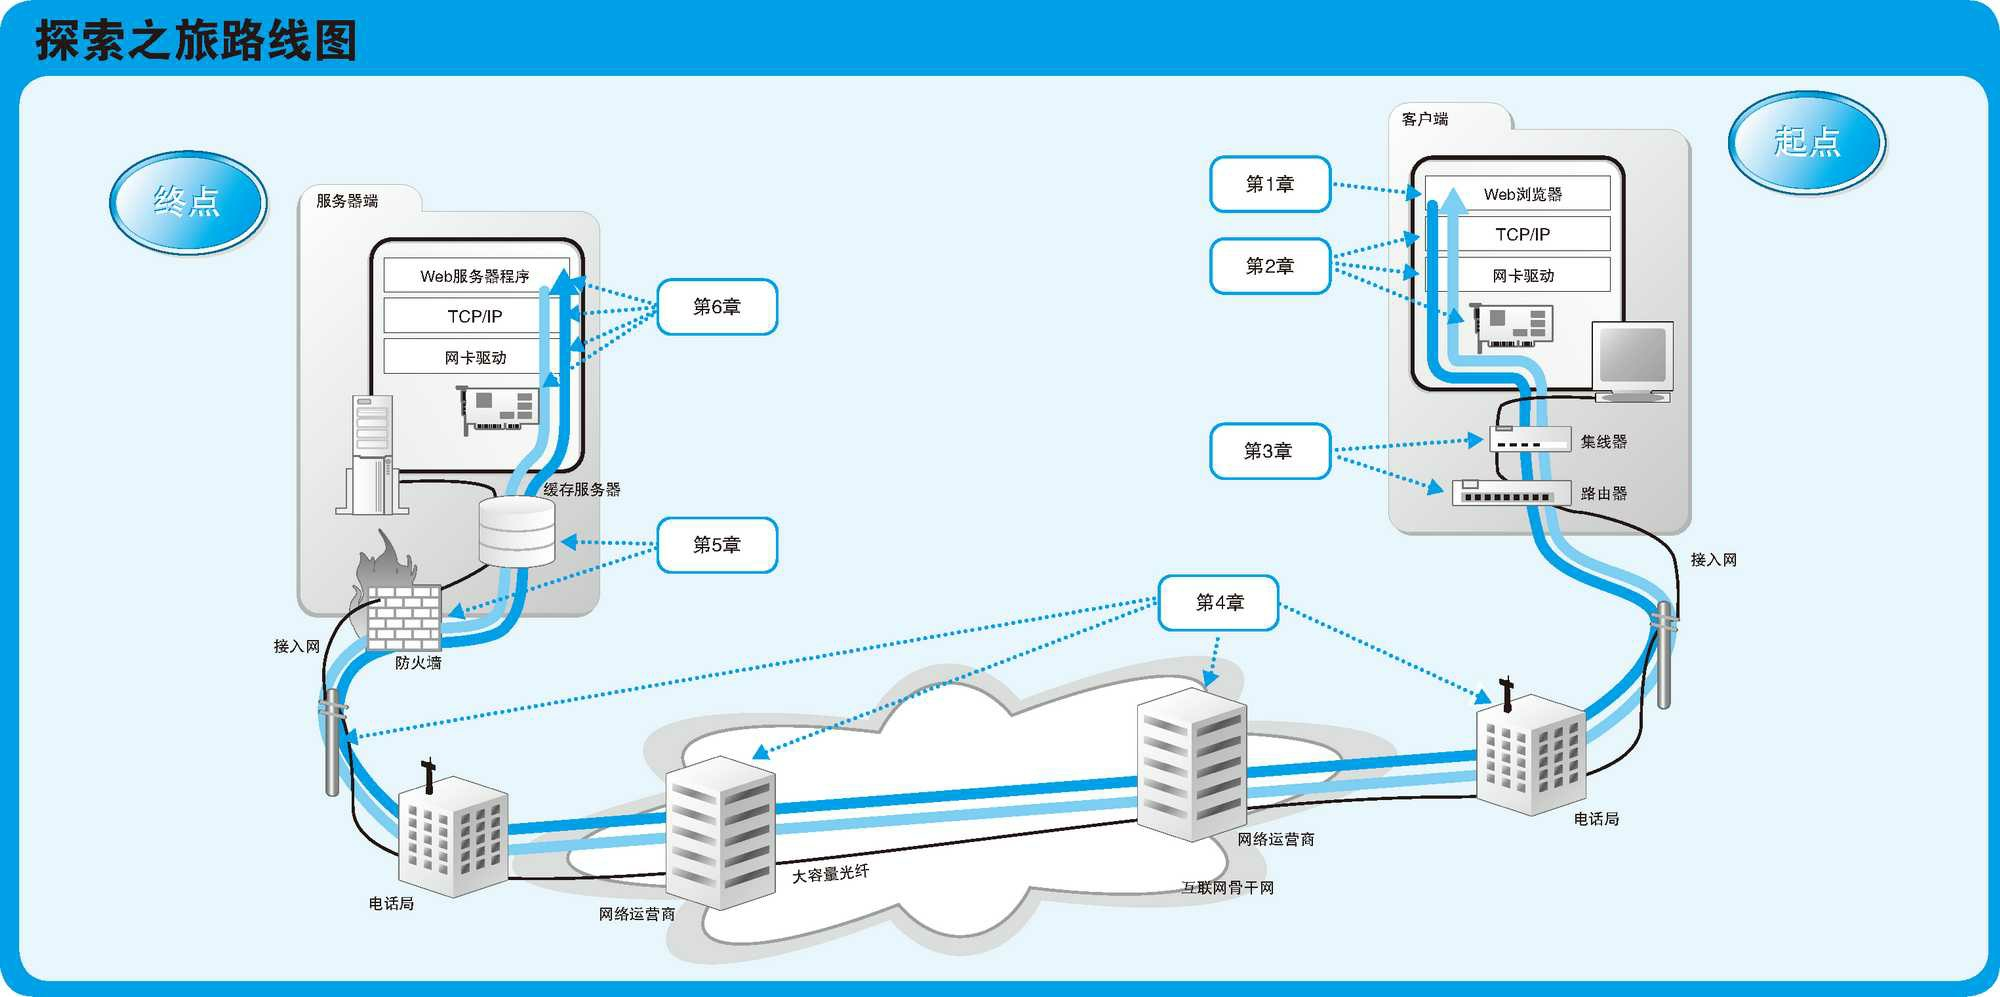 探索之旅路线图
终点
服务器端
Web服务器程序
TCP/IP
网卡驱动
第6章
缓存服务器
第5章
接入网
防火墙
电话局
网络运营商
大容量光纤
互联网骨干网
网络运营商
第4章
电话局
接入网
起点
客户端
第1章
Web浏览器
第2章
TCP/IP
网卡驱动
第3章
集线器
路由器